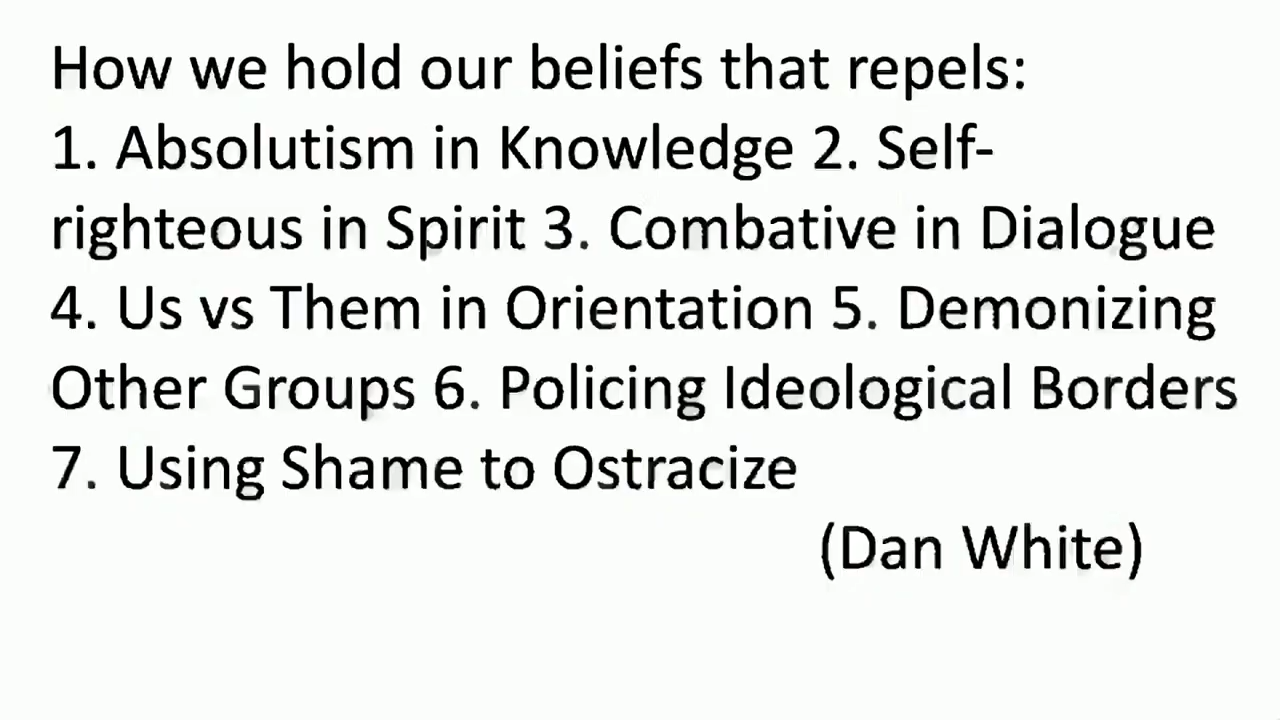 How we hold our beliefs that repels:
1. Absolutism in Knowledge 2. Self-
righteous in Spirit 3. Combative in Dialogue
4. Us vs Them in Orientation 5. Demonizing
Other Groups 6. Policing Ideological Borders
7. Using Shame to Ostracize
(Dan White)